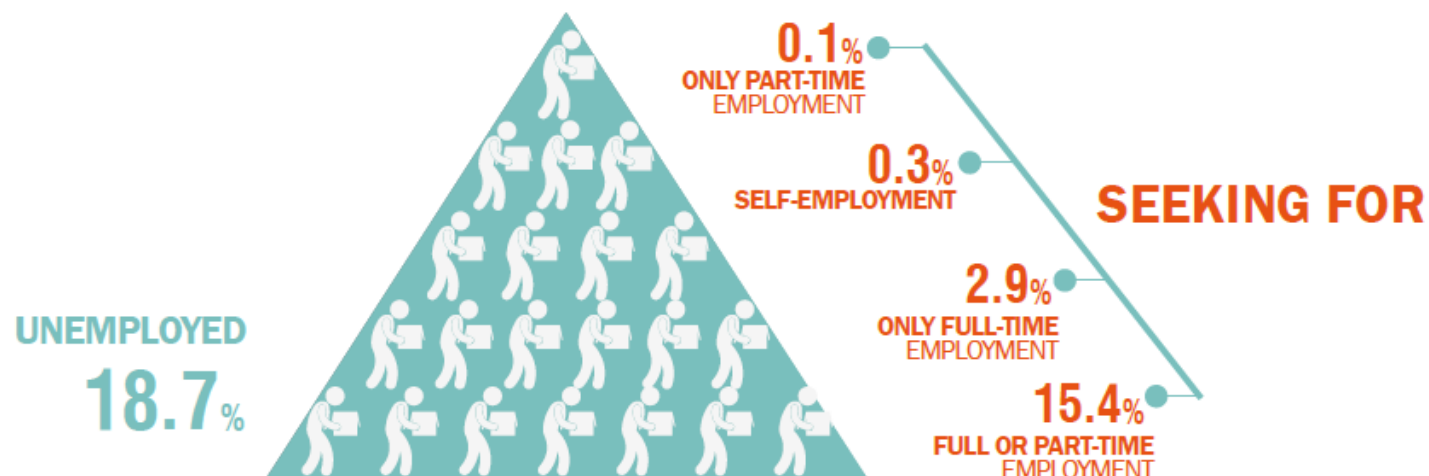 0.1%
ONLY PART-TIME
EMPLOYMENT
0.3%
SELF-EMPLOYMENT
SEEKING FOR
2.9%
ONLY FULL-TIME
EMPLOYMENT
UNEMPLOYED
18.7%
15.4%
FULL OR PART-TIME
EMPLOYMENT